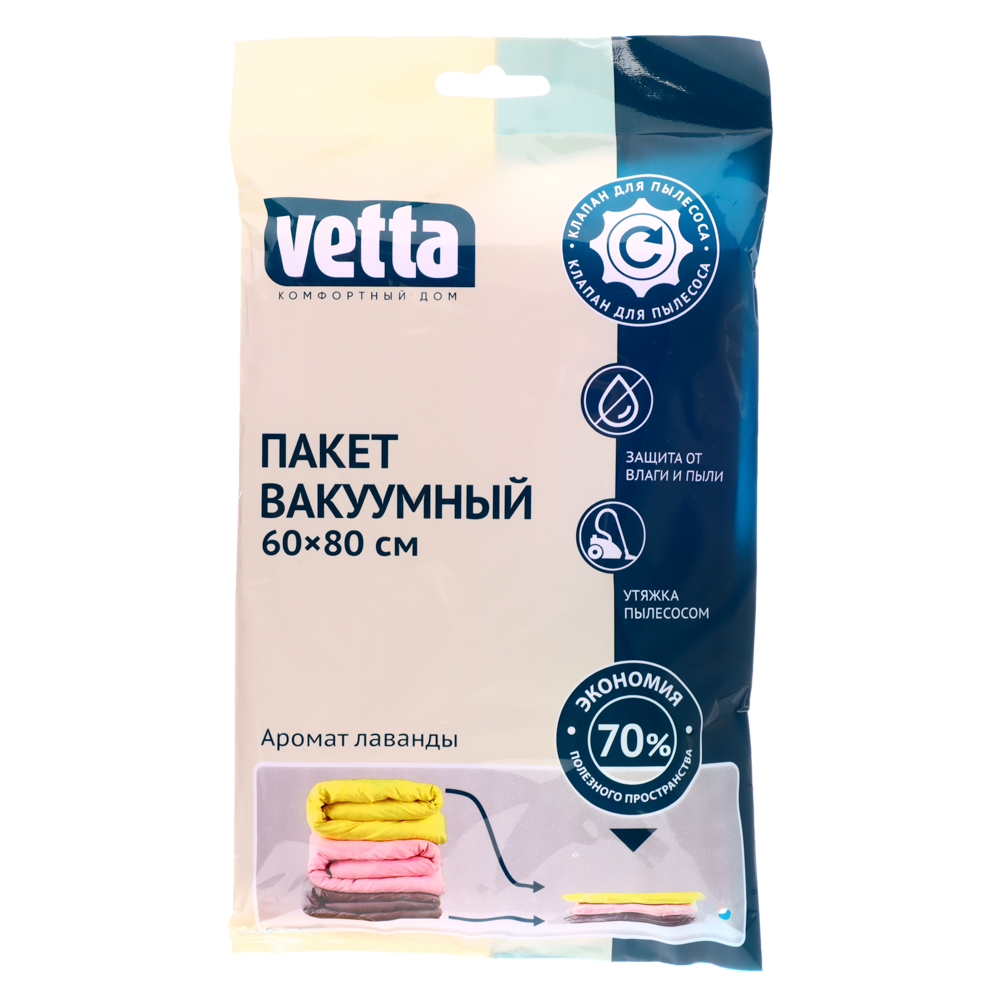 vetta
КОМФОРТНЫЙ ДОМ
КЛАПАН ДЛЯ ПЫЛЕСОСА
КЛАПАН ДЛЯ ПЫЛЕСОСА
ЗАЩИТА ОТ
ВЛАГИ И ПЫЛИ
ПАКЕТ
ВАКУУМНЫЙ
60×80 см
УТЯЖКА
ПЫЛЕСОСОМ
ЭКОНОМИЯ
70%
ПОЛЕЗНОГО ПРОСТРАНСТВА
Аромат лаванды